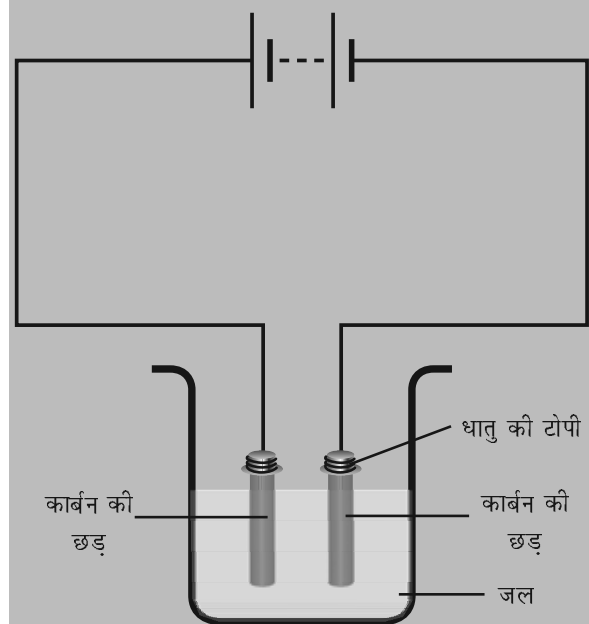 धातु की टोपी
कार्बन की
छड़
कार्बन की
छड़
जल